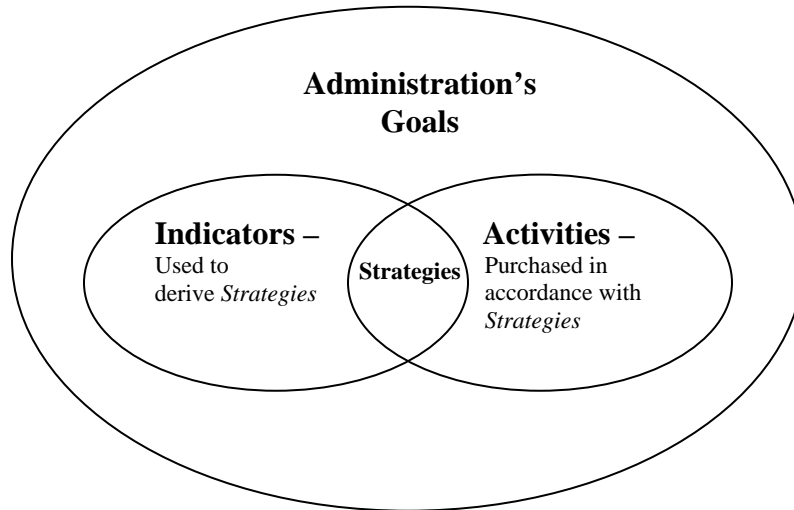 Administration’s
Goals
Indicators –
Used to
derive Strategies
Strategies
Activities –
Purchased in
accordance with
Strategies